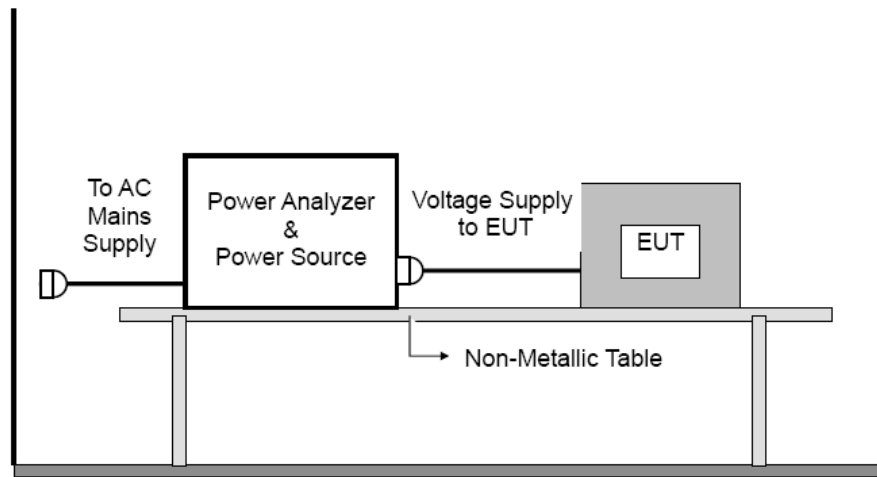 To AC
Mains
Supply
Power Analyzer
&
Power Source
Voltage Supply
to EUT
EUT
Non-Metallic Table